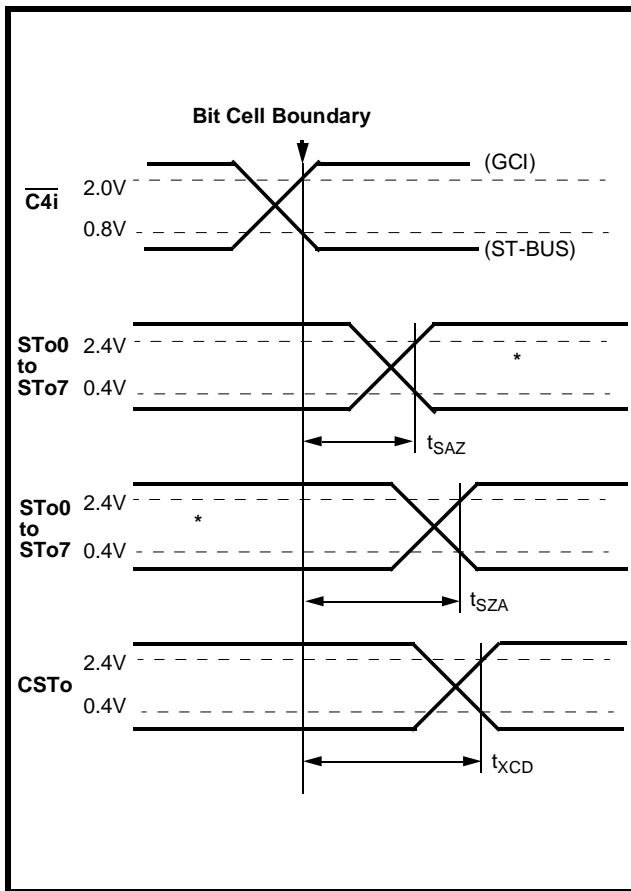 Bit Cell Boundary
(GCI)
C4i
2.0V
0.8V
(ST-BUS)
STo0
to
STo7
2.4V
0.4V
*
tSAZ
STo0
to
STo7
2.4V
0.4V
*
tSZA
CSTo
2.4V
0.4V
tXCD